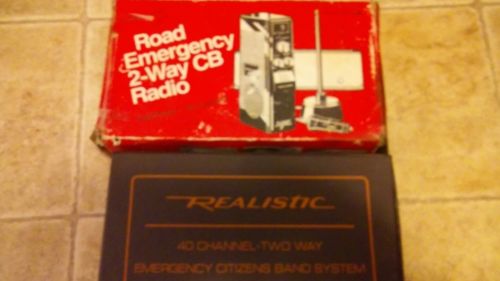 Road
Emergency
2-Way CB
Radio
REALISTIC
40 CHANNEL-TWO WAY
EMERGENCY CITIZENS BAND SYSTEM